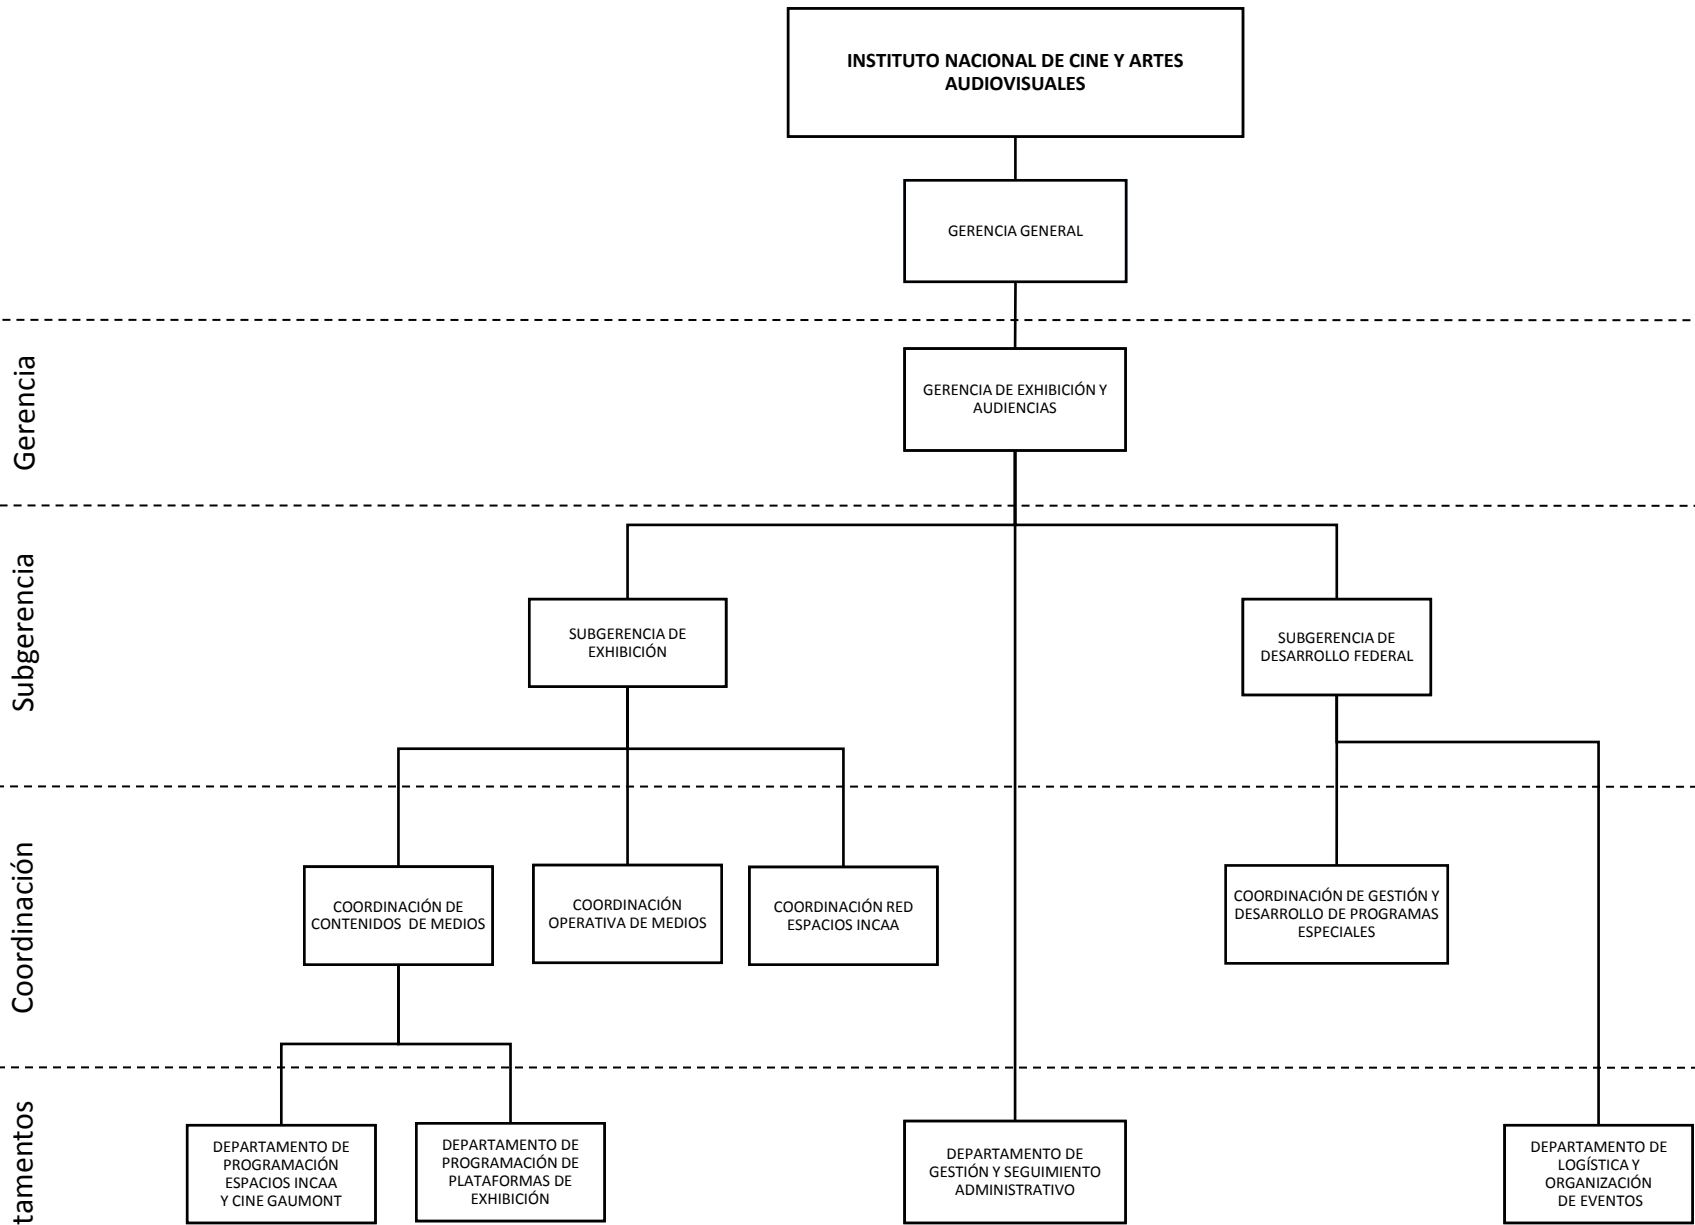 INSTITUTO NACIONAL DE CINE Y ARTES
AUDIOVISUALES
GERENCIA GENERAL
Gerencia
GERENCIA DE EXHIBICIÓN Y
AUDIENCIAS
Subgerencia
SUBGERENCIA DE
EXHIBICIÓN
SUBGERENCIA DE
DESARROLLO FEDERAL
Coordinación
COORDINACIÓN DE
CONTENIDOS DE MEDIOS
COORDINACIÓN
OPERATIVA DE MEDIOS
COORDINACIÓN RED
ESPACIOS INCAA
COORDINACIÓN DE GESTIÓN Y
DESARROLLO DE PROGRAMAS
ESPECIALES
tamentos
DEPARTAMENTO DE
PROGRAMACIÓN
ESPACIOS INCAA
Y CINE GAUMONT
DEPARTAMENTO DE
PROGRAMACIÓN DE
PLATAFORMAS DE
EXHIBICIÓN
DEPARTAMENTO DE
GESTIÓN Y SEGUIMIENTO
ADMINISTRATIVO
DEPARTAMENTO DE
LOGÍSTICA Y
ORGANIZACIÓN
DE EVENTOS